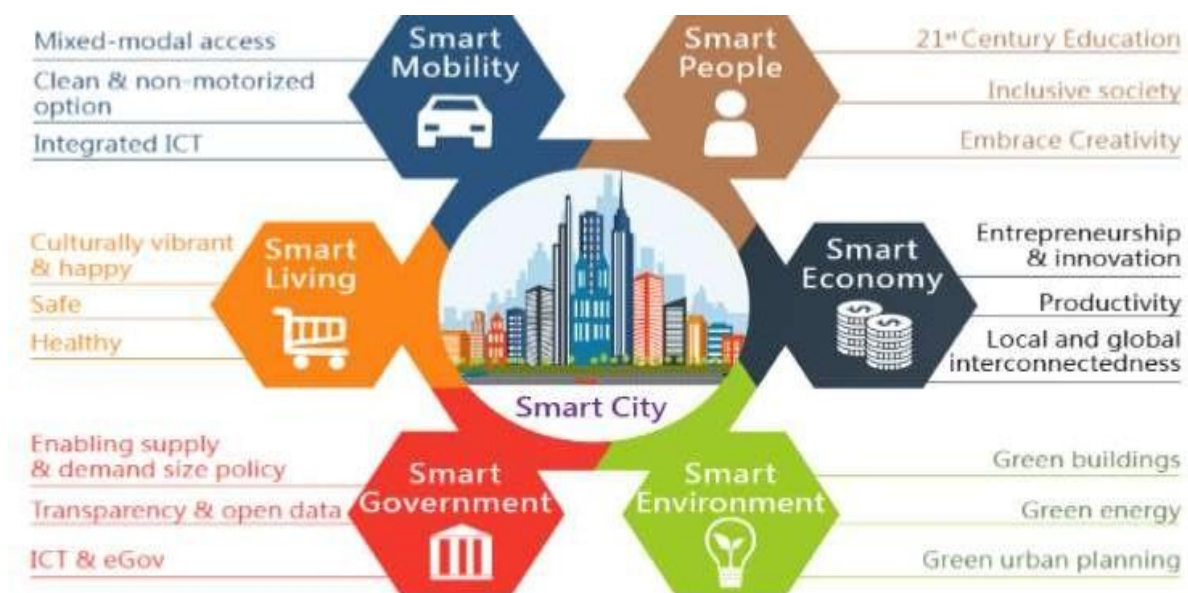 Smart
Mobility
Mixed-modal access
Clean & non-motorized
option
Integrated ICT
Smart
People
21st Century Education
Inclusive society
Embrace Creativity
Smart
Living
Culturally vibrant
& happy
Safe
Healthy
Smart
Economy
Entrepreneurship
& innovation
Productivity
Local and global
interconnectedness
Smart City
Smart
Government
Enabling supply
& demand size policy
Transparency & open data
ICT & eGov
Smart
Environment
Green buildings
Green energy
Green urban planning